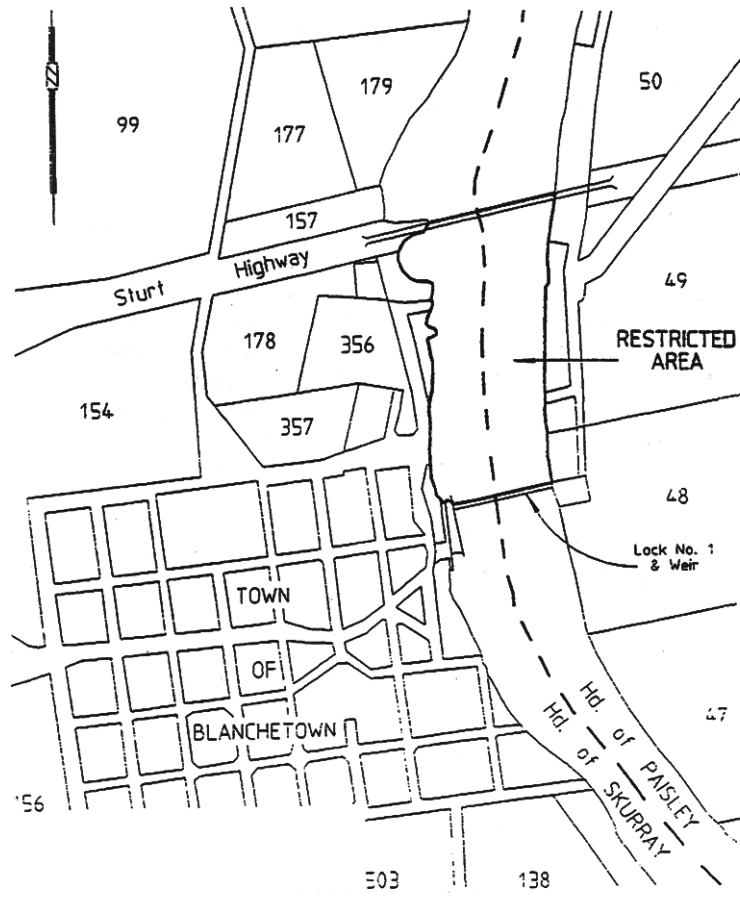 179
50
99
177
157
Sturt Highway
49
178
356
RESTRICTED
AREA
154
357
48
Lock No. 1
& Weir
TOWN
OF
BLANCHETOWN
Hd. of PAISLEY
Hd. of SKURRAY
47
156
503
138